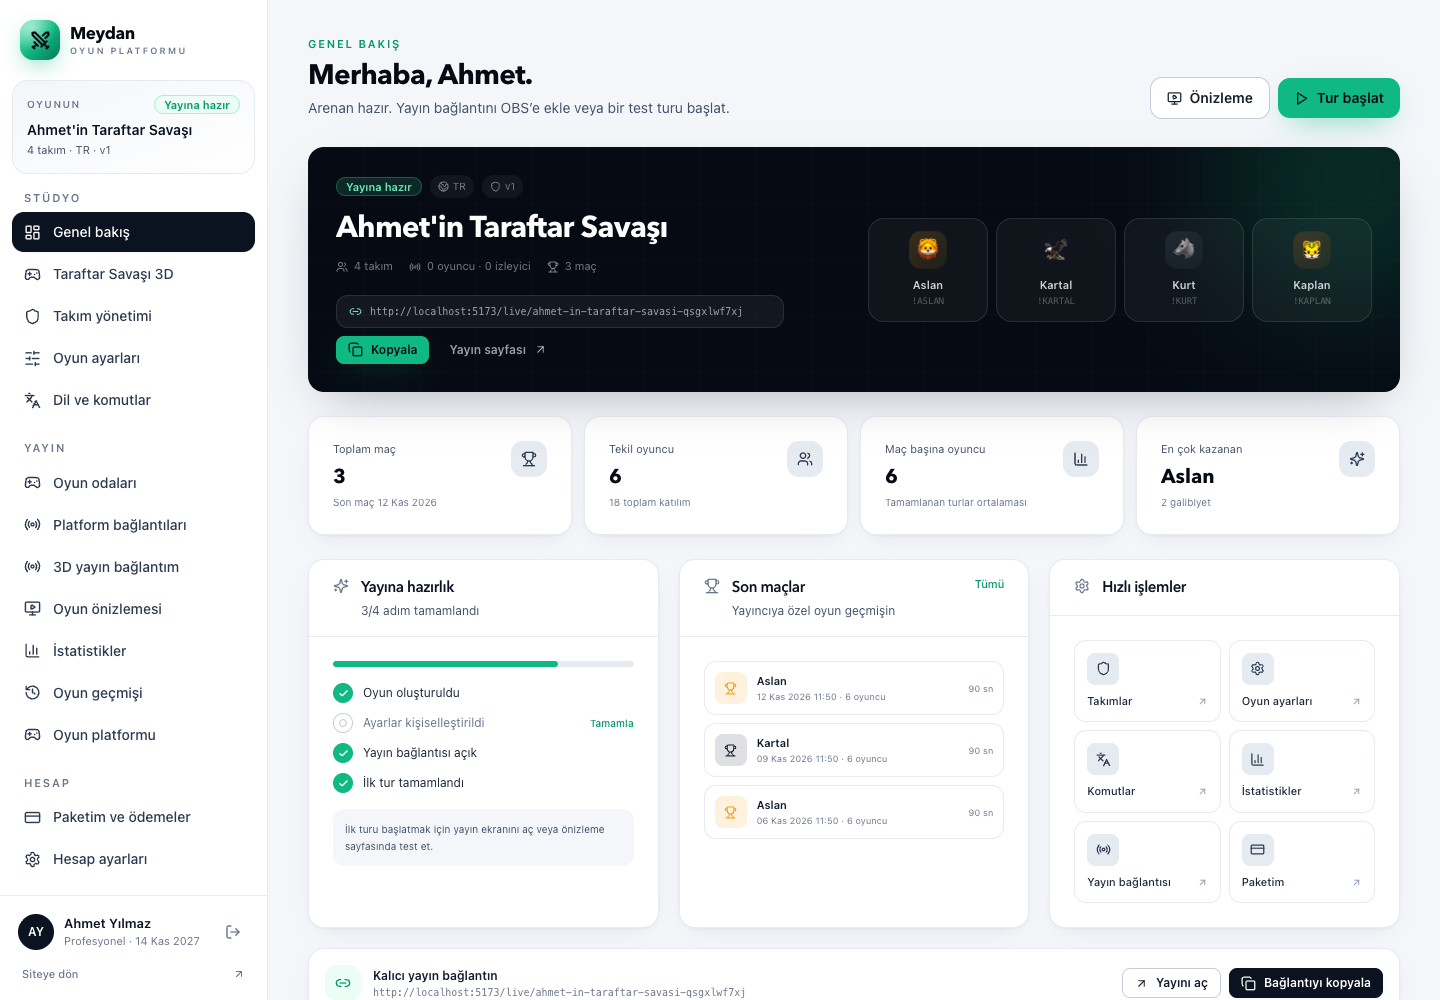 Meydan
OYUN PLATFORMU
OYUNUN
Yayına hazır
Ahmet'in Taraftar Savaşı
4 takım · TR · v1
STÜDYO
Genel bakış
Taraftar Savaşı 3D
Takım yönetimi
Oyun ayarları
Dil ve komutlar
YAYIN
Oyun odaları
Platform bağlantıları
3D yayın bağlantım
Oyun önizlemesi
İstatistikler
Oyun geçmişi
Oyun platformu
HESAP
Paketim ve ödemeler
Hesap ayarları
AY
Ahmet Yılmaz
Profesyonel · 14 Kas 2027
Siteye dön
GENEL BAKIŞ
Merhaba, Ahmet.
Arenan hazır. Yayın bağlantını OBS'e ekle veya bir test turu başlat.
Önizleme
Tur başlat
Yayına hazır
TR
v1
Ahmet'in Taraftar Savaşı
4 takım
0 oyuncu · 0 izleyici
3 maç
http://localhost:5173/live/ahmet-in-taraftar-savasi-qsgxlwf7xj
Kopyala
Yayın sayfası
Aslan
!ASLAN
Kartal
!KARTAL
Kurt
!KURT
Kaplan
!KAPLAN
Toplam maç
3
Son maç 12 Kas 2026
Tekil oyuncu
6
18 toplam katılım
Maç başına oyuncu
6
Tamamlanan turlar ortalaması
En çok kazanan
Aslan
2 galibiyet
Yayına hazırlık
3/4 adım tamamlandı
Oyun oluşturuldu
Ayarlar kişiselleştirildi
Tamamla
Yayın bağlantısı açık
İlk tur tamamlandı
İlk turu başlatmak için yayın ekranını aç veya önizleme
sayfasında test et.
Son maçlar
Tümü
Yayıncıya özel oyun geçmişin
Aslan
12 Kas 2026 11:50 · 6 oyuncu
90 sn
Kartal
09 Kas 2026 11:50 · 6 oyuncu
90 sn
Aslan
06 Kas 2026 11:50 · 6 oyuncu
90 sn
Hızlı işlemler
Takımlar
Oyun ayarları
Komutlar
İstatistikler
Yayın bağlantısı
Paketim
Kalıcı yayın bağlantın
http://localhost:5173/live/ahmet-in-taraftar-savasi-qsgxlwf7xj
Yayını aç
Bağlantıyı kopyala